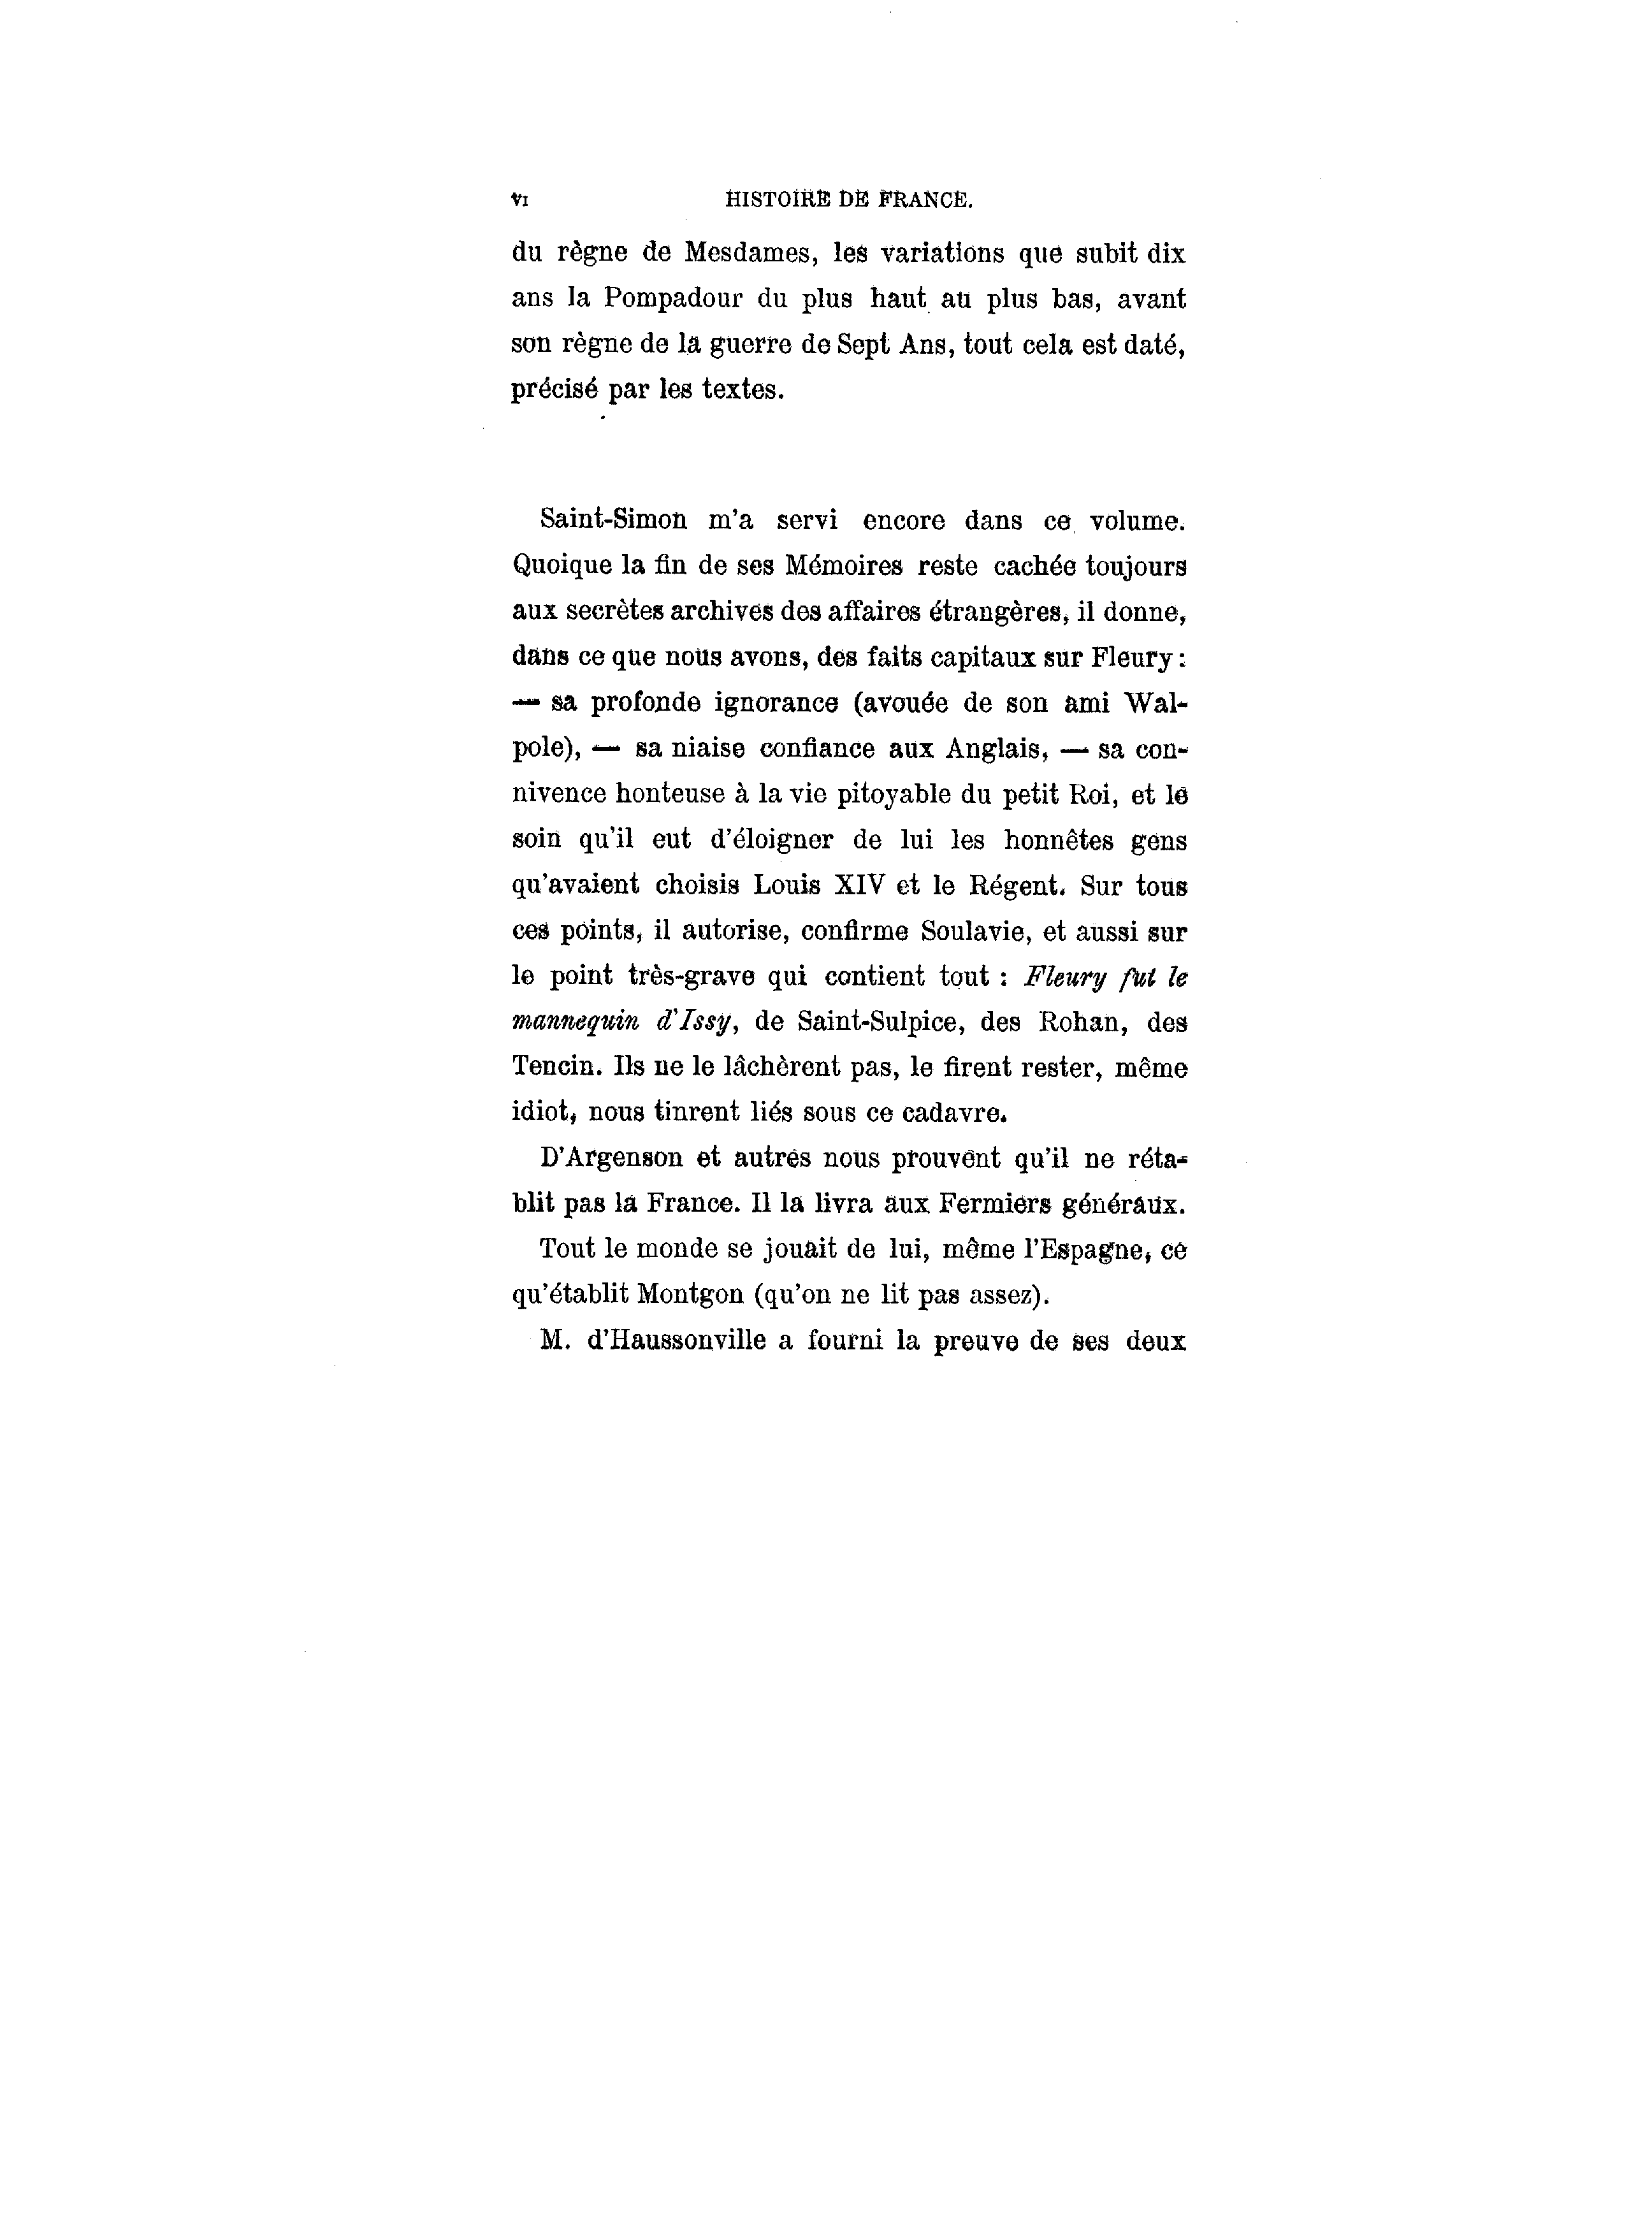 VI HISTOIRE DE FRANCE.
du règne de Mesdames, les variations que subit dix
ans la Pompadour du plus haut au plus bas, avant
son règne de la guerre de Sept Ans, tout cela est daté,
précisé par les textes.
Saint-Simon m'a servi encore dans ce volume.
Quoique la fin de ses Mémoires reste cachée toujours
aux secrètes archives des affaires étrangères, il donne,
dans ce que nous avons, des faits capitaux sur Fleury :
— sa profonde ignorance (avouée de son ami Wal-
pole), — sa niaise confiance aux Anglais, — sa con-
nivence honteuse à la vie pitoyable du petit Roi, et le
soin qu'il eut d'éloigner de lui les honnêtes gens
qu'avaient choisis Louis XIV et le Régent. Sur tous
ces points, il autorise, confirme Soulavie, et aussi sur
le point très-grave qui contient tout : Fleury fut le
mannequin d'Issy, de Saint-Sulpice, des Rohan, des
Tencin. Ils ne le lâchèrent pas, le firent rester, même
idiot, nous tinrent liés sous ce cadavre.
D'Argenson et autres nous prouvent qu'il ne réta-
blit pas la France. Il la livra aux Fermiers généraux.
Tout le monde se jouait de lui, même l'Espagne, ce
qu'établit Montgon (qu'on ne lit pas assez).
M. d'Haussonville a fourni la preuve de ses deux